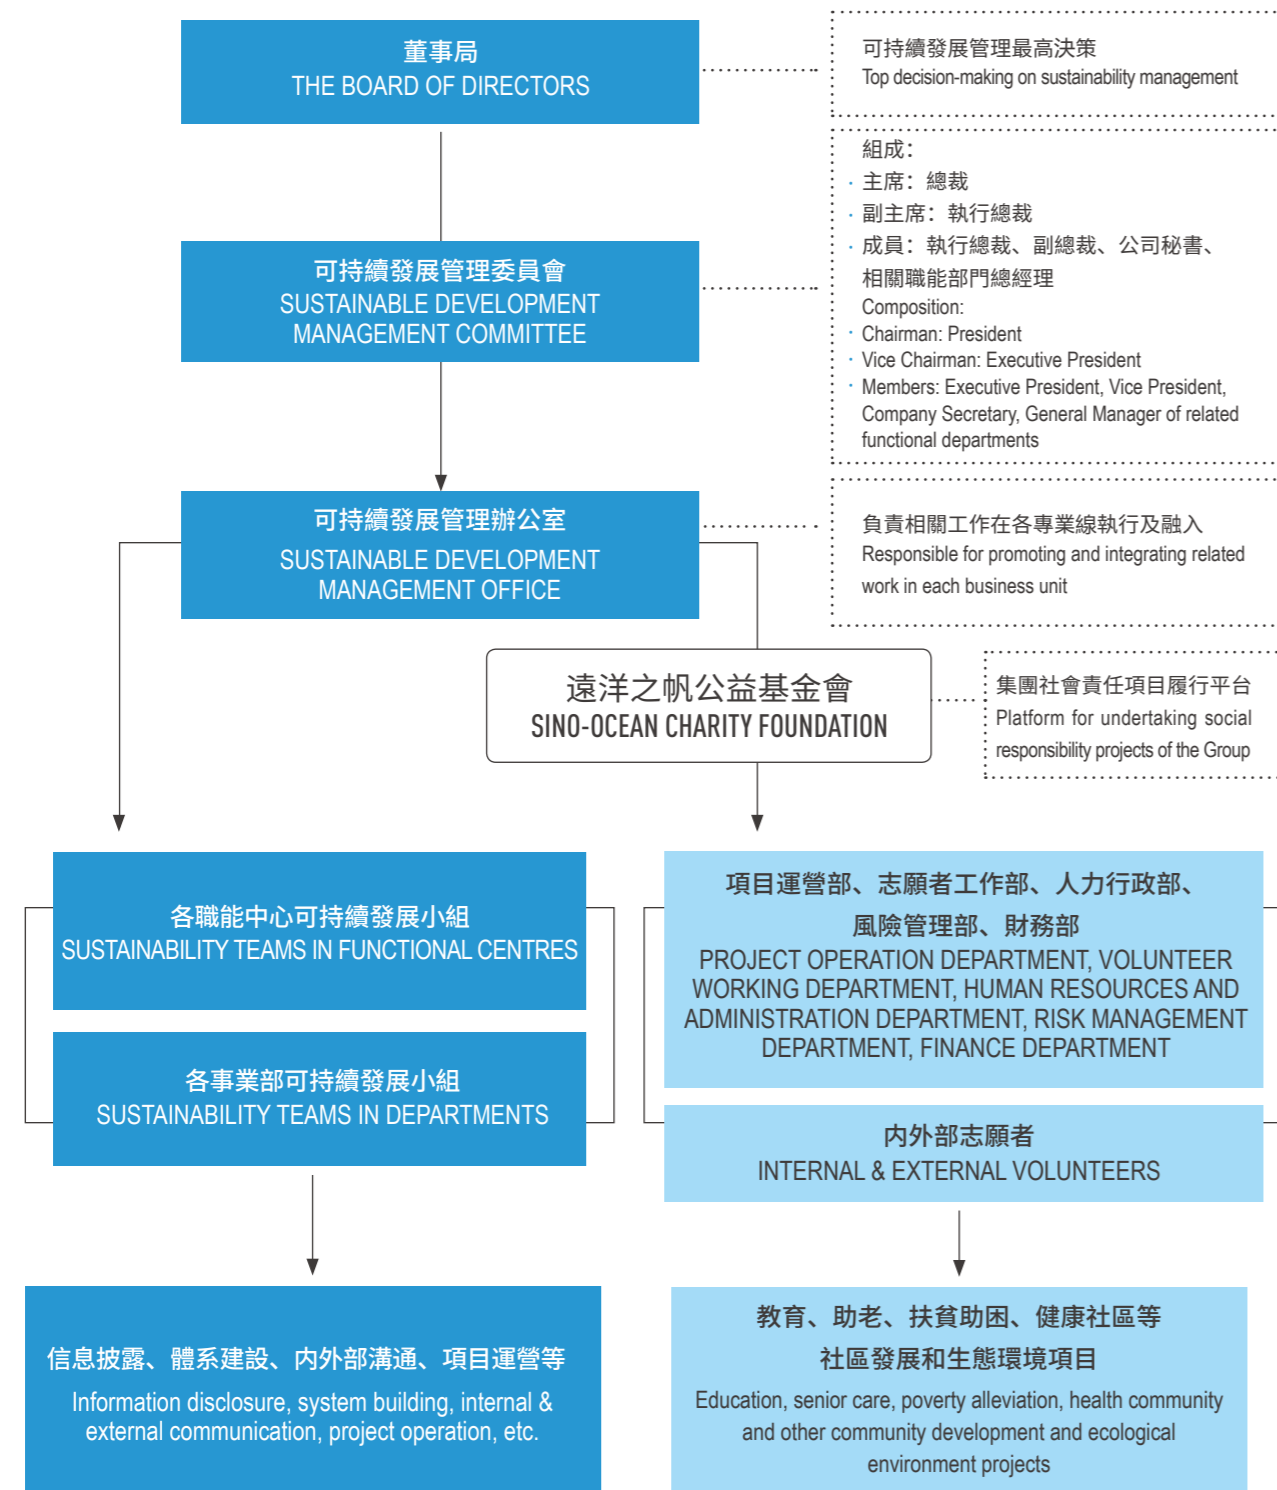 董事局
THE BOARD OF DIRECTORS
可持續發展管理最高決策
Top decision-making on sustainability management
可持續發展管理委員會
SUSTAINABLE DEVELOPMENT
MANAGEMENT COMMITTEE
組成：
· 主席：總裁
· 副主席：執行總裁
· 成員：執行總裁、副總裁、公司秘書、
相關職能部門總經理
Composition:
· Chairman: President
· Vice Chairman: Executive President
· Members: Executive President, Vice President,
Company Secretary, General Manager of related
functional departments
可持續發展管理辦公室
SUSTAINABLE DEVELOPMENT
MANAGEMENT OFFICE
負責相關工作在各專業線執行及融入
Responsible for promoting and integrating related
work in each business unit
遠洋之帆公益基金會
SINO-OCEAN CHARITY FOUNDATION
集團社會責任項目履行平台
Platform for undertaking social
responsibility projects of the Group
各職能中心可持續發展小組
SUSTAINABILITY TEAMS IN FUNCTIONAL CENTRES
各事業部可持續發展小組
SUSTAINABILITY TEAMS IN DEPARTMENTS
項目運營部、志願者工作部、人力行政部、
風險管理部、財務部
PROJECT OPERATION DEPARTMENT, VOLUNTEER
WORKING DEPARTMENT, HUMAN RESOURCES AND
ADMINISTRATION DEPARTMENT, RISK MANAGEMENT
DEPARTMENT, FINANCE DEPARTMENT
內外部志願者
INTERNAL & EXTERNAL VOLUNTEERS
信息披露、體系建設、內外部溝通、項目運營等
Information disclosure, system building, internal &
external communication, project operation, etc.
教育、助老、扶貧助困、健康社區等
社區發展和生態環境項目
Education, senior care, poverty alleviation, health community
and other community development and ecological
environment projects